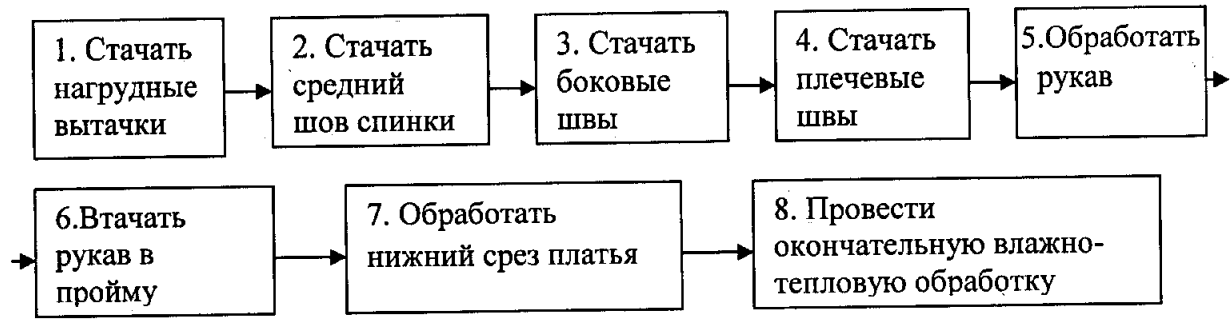 1. Стачать
нагрудные
вытачки
2. Стачать
средний
шов спинки
3. Стачать
боковые
швы
4. Стачать
плечевые
швы
5.Обработать
рукав
6.Втачать
рукав в
пройму
7. Обработать
нижний срез платья
8. Провести
окончательную влажно-
тепловую обработку